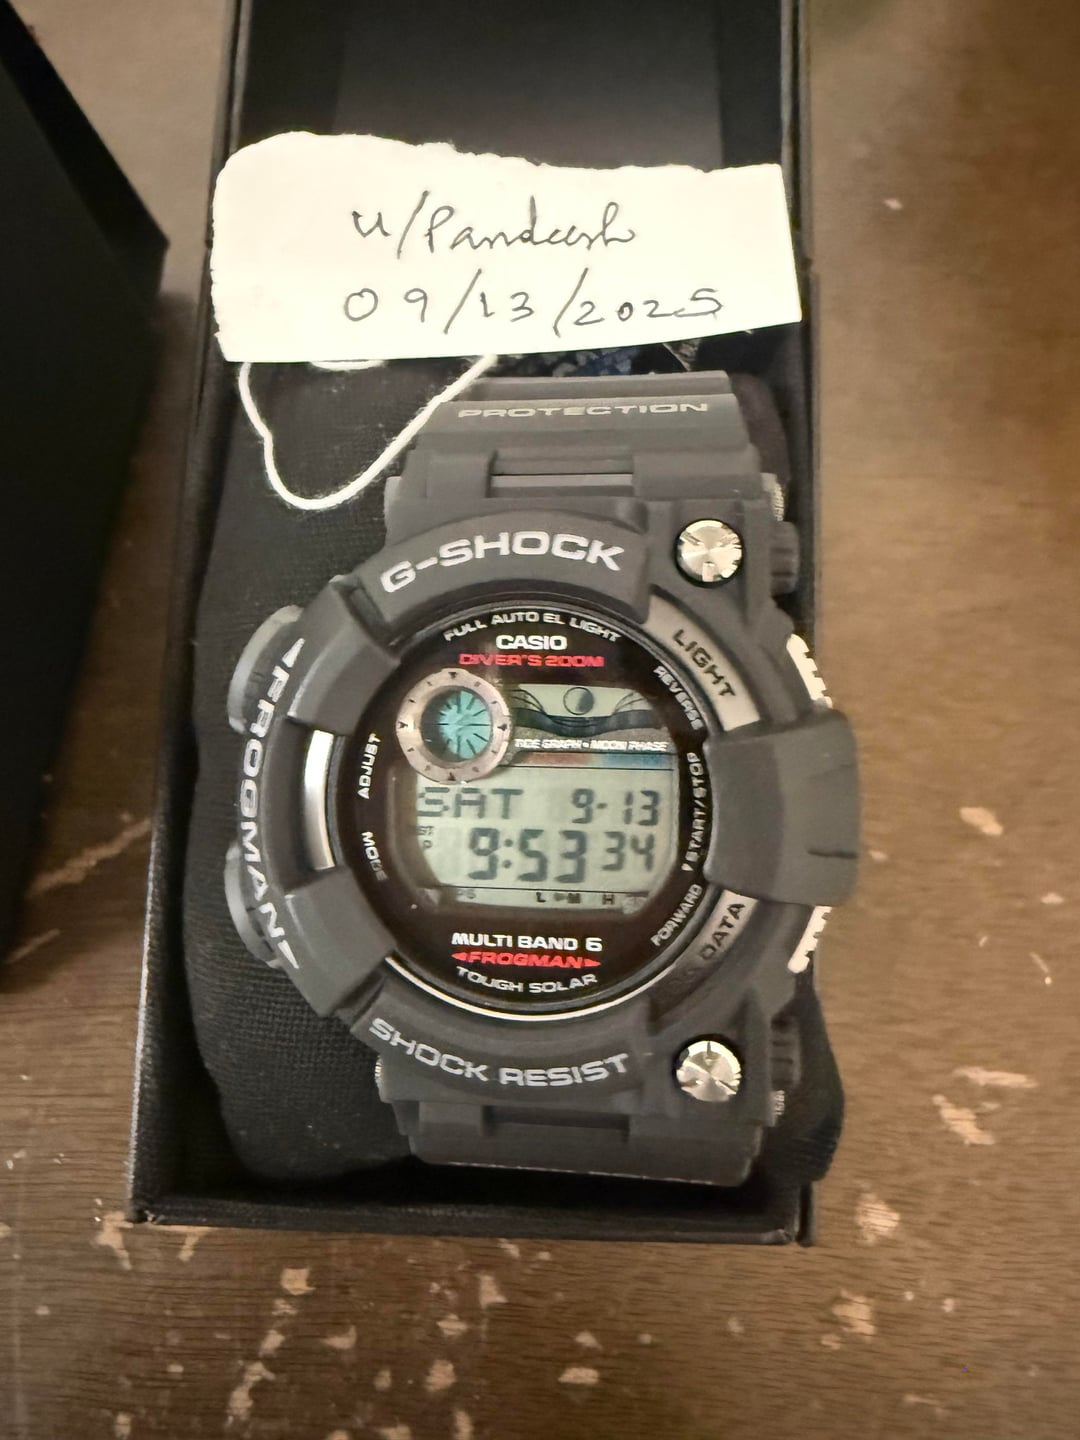 u/Pandeesh
09/13/2025
PROTECTION
G-SHOCK
FULL AUTO EL LIGHT
CASIO
DIVER'S 200M
LIGHT
REVERSE
TIDE GRAPH • MOON PHASE
◄FROGMAN►
ADJUST
MODE
START/STOP
SAT 9-13
ST
P
9:53 34
L M H
FORWARD
DATA
MULTI BAND 6
◄FROGMAN►
TOUGH SOLAR
SHOCK RESIST